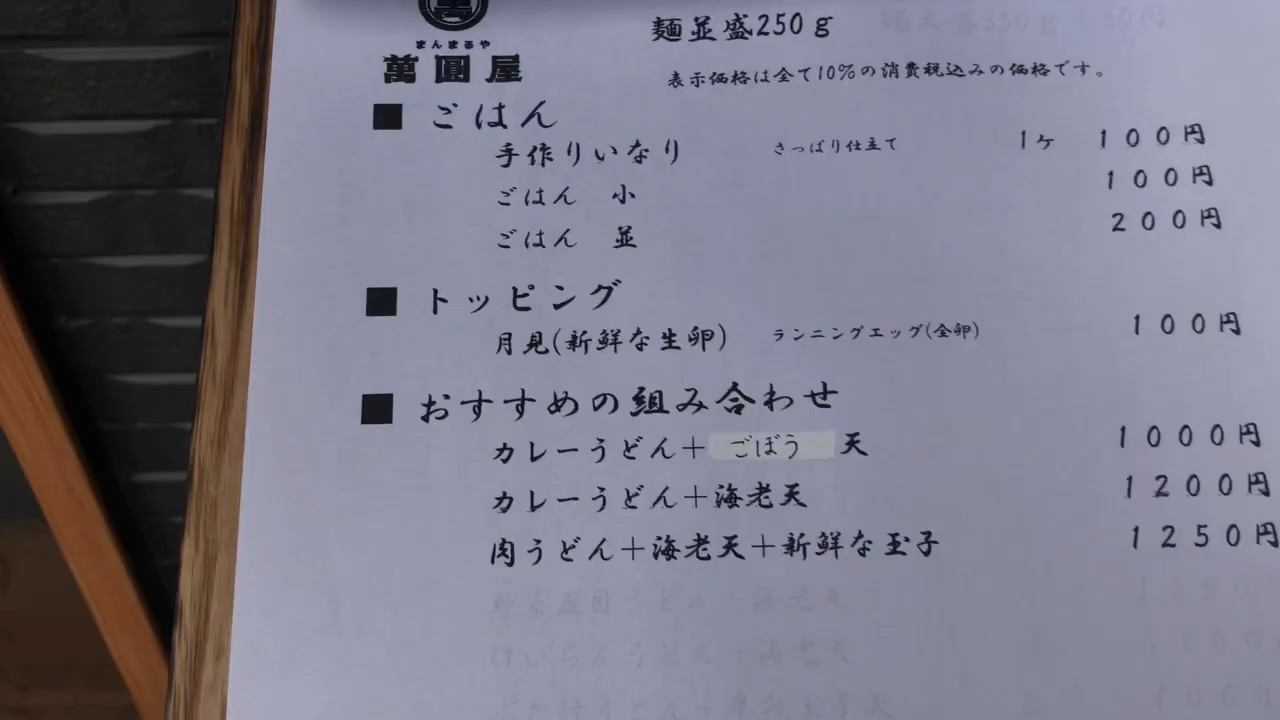 萬
まんまるや
萬圓屋
麺並盛250g
表示価格は全て10%の消費税込みの価格です。
■ ごはん
手作りいなり さっぱり仕立て 1ヶ 100円
ごはん 小 100円
ごはん 並 200円
■ トッピング
月見(新鮮な生卵) ランニングエッグ(全卵) 100円
■ おすすめの組み合わせ
カレーうどん+ごぼう天 1000円
カレーうどん+海老天 1200円
肉うどん+海老天+新鮮な玉子 1250円